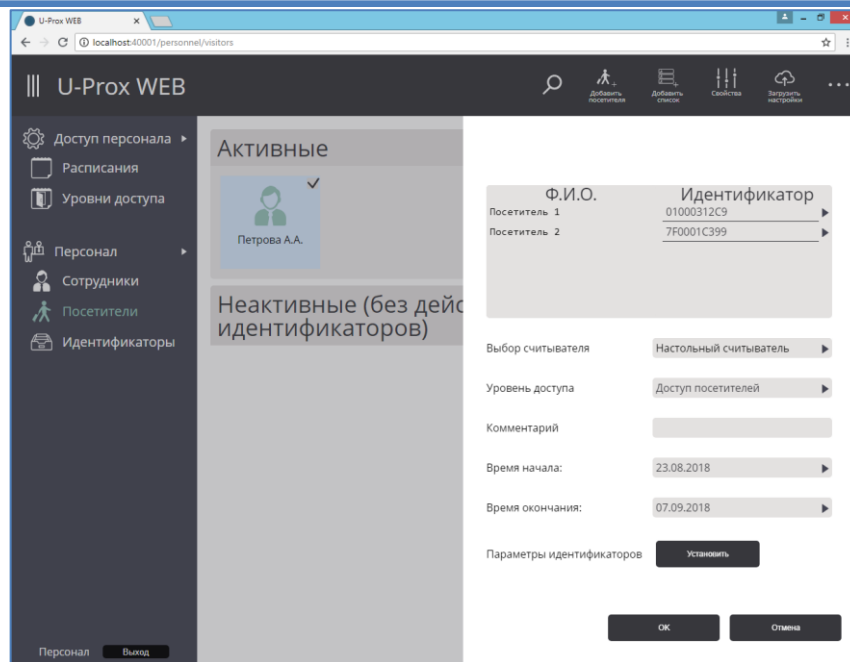 U-Prox WEB
localhost:40001/personnel/visitors
U-Prox WEB
Добавить посетителя
Добавить список
Свойства
Загрузить настройки
Доступ персонала
Расписания
Уровни доступа
Персонал
Сотрудники
Посетители
Идентификаторы
Активные
Петрова А.А.
Неактивные (без дейс
идентификаторов)
Ф.И.О. Идентификатор
Посетитель 1 01000312C9
Посетитель 2 7F0001C399
Выбор считывателя Настольный считыватель
Уровень доступа Доступ посетителей
Комментарий
Время начала: 23.08.2018
Время окончания: 07.09.2018
Параметры идентификаторов Установить
OK Отмена
Персонал Выход